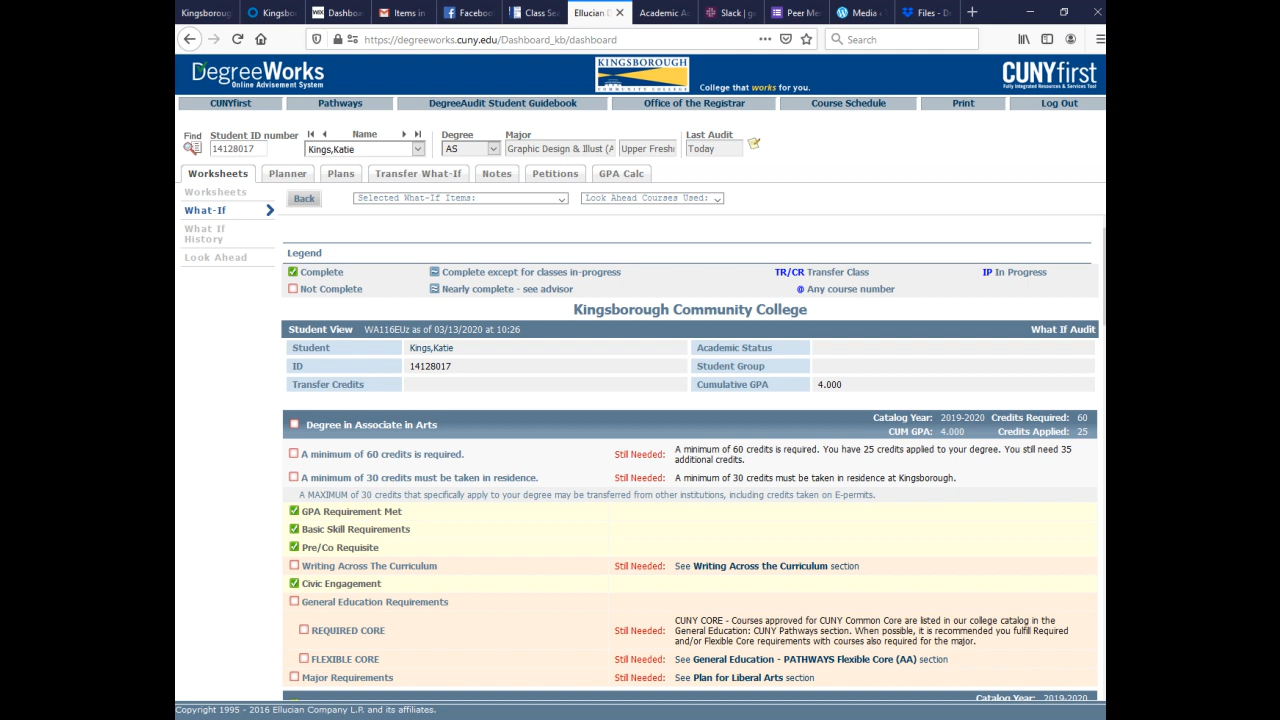 Kingsborou Kingsbo Dashboa Items in Faceboo Class Sea Ellucian Academic A Slack | g Peer Me Media Files - D
https://degreeworks.cuny.edu/Dashboard_kb/dashboard Search
DegreeWorks Online Advisement System KINGSBOROUGH COMMUNITY COLLEGE College that works for you. CUNYfirst Fully Integrated Resources & Services Tool
CUNYfirst Pathways DegreeAudit Student Guidebook Office of the Registrar Course Schedule Print Log Out
Find Student ID number Name Degree Major Last Audit
14128017 Kings,Katie AS Graphic Design & Illust (A Upper Freshm Today
Worksheets Planner Plans Transfer What-If Notes Petitions GPA Calc
Worksheets
What-If
What If
History
Look Ahead
Back Selected What-If Items: Look Ahead Courses Used:
Legend
Complete Complete except for classes in-progress TR/CR Transfer Class IP In Progress
Not Complete Nearly complete - see advisor @ Any course number
Kingsborough Community College
Student View WA116EUz as of 03/13/2020 at 10:26 What If Audit
Student Kings,Katie Academic Status
ID 14128017 Student Group
Transfer Credits Cumulative GPA 4.000
Degree in Associate in Arts Catalog Year: 2019-2020 Credits Required: 60
CUM GPA: 4.000 Credits Applied: 25
A minimum of 60 credits is required. Still Needed: A minimum of 60 credits is required. You have 25 credits applied to your degree. You still need 35
additional credits.
A minimum of 30 credits must be taken in residence. Still Needed: A minimum of 30 credits must be taken in residence at Kingsborough.
A MAXIMUM of 30 credits that specifically apply to your degree may be transferred from other institutions, including credits taken on E-permits.
GPA Requirement Met
Basic Skill Requirements
Pre/Co Requisite
Writing Across The Curriculum Still Needed: See Writing Across the Curriculum section
Civic Engagement
General Education Requirements
REQUIRED CORE Still Needed: CUNY CORE - Courses approved for CUNY Common Core are listed in our college catalog in the
General Education: CUNY Pathways section. When possible, it is recommended you fulfill Required
and/or Flexible Core requirements with courses also required for the major.
FLEXIBLE CORE Still Needed: See General Education - PATHWAYS Flexible Core (AA) section
Major Requirements Still Needed: See Plan for Liberal Arts section
Catalog Year: 2019-2020
Copyright 1995 - 2016 Ellucian Company L.P. and its affiliates.